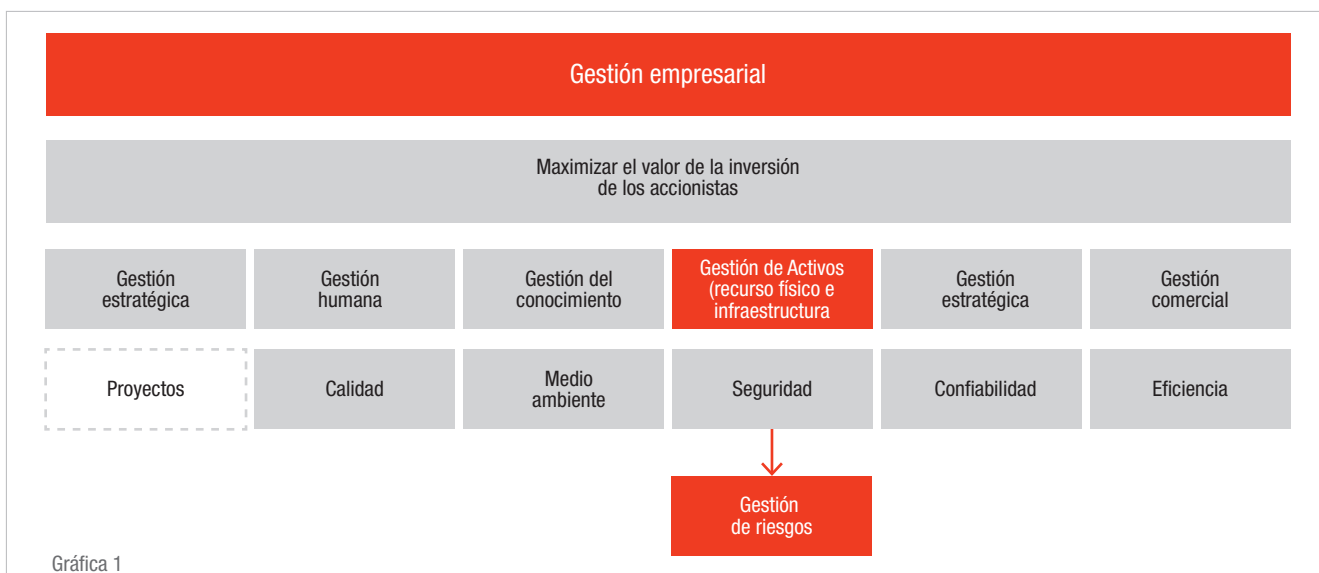 Gestión empresarial
Maximizar el valor de la inversión
de los accionistas
Gestión
estratégica
Gestión
humana
Gestión del
conocimiento
Gestión de Activos
(recurso físico e
infraestructura
Gestión
estratégica
Gestión
comercial
Proyectos
Calidad
Medio
ambiente
Seguridad
Confiabilidad
Eficiencia
Gestión
de riesgos
Gráfica 1